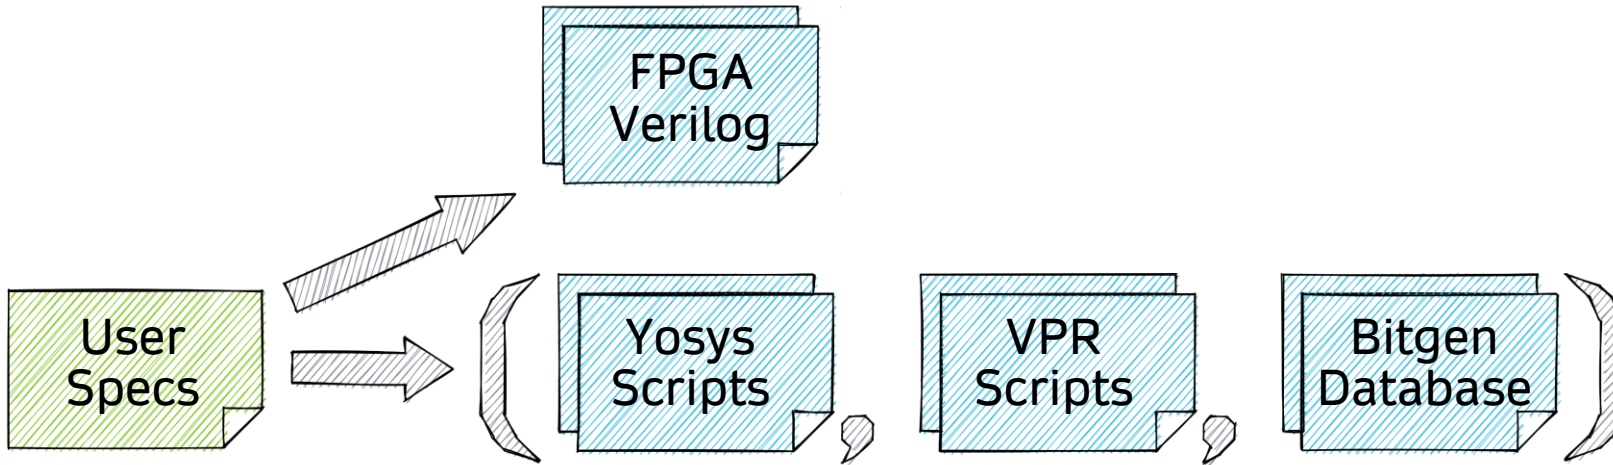 FPGA
Verilog
User
Specs
(
Yosys
Scripts
,
VPR
Scripts
,
Bitgen
Database
)